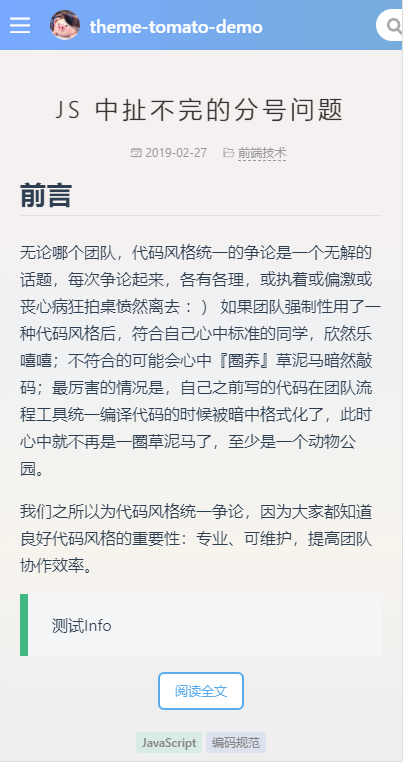 theme-tomato-demo
JS 中扯不完的分号问题
2019-02-27 前端技术
前言
无论哪个团队，代码风格统一的争论是一个无解的
话题，每次争论起来，各有各理，或执着或偏激或
丧心病狂拍桌愤然离去：） 如果团队强制性用了一
种代码风格后，符合自己心中标准的同学，欣然乐
嘻嘻；不符合的可能会心中『圈养』草泥马暗然敲
码；最厉害的情况是，自己之前写的代码在团队流
程工具统一编译代码的时候被暗中格式化了，此时
心中就不再是一圈草泥马了，至少是一个动物公
园。
我们之所以为代码风格统一争论，因为大家都知道
良好代码风格的重要性：专业、可维护，提高团队
协作效率。
测试Info
阅读全文
JavaScript 编码规范